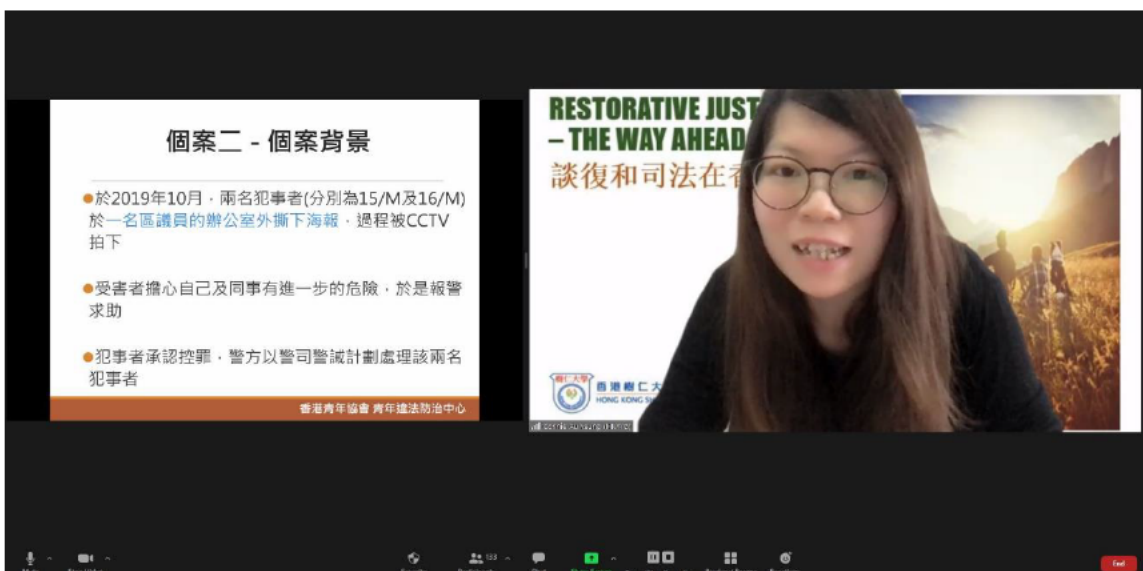 個案二 - 個案背景
●於2019年10月，兩名犯事者(分別為15/M及16/M)
於一名區議員的辦公室外撕下海報，過程被CCTV
拍下
●受害者擔心自己及同事有進一步的危險，於是報警
求助
●犯事者承認控罪，警方以警司警誡計劃處理該兩名
犯事者
香港青年協會 青年違法防治中心
RESTORATIVE JUST
– THE WAY AHEAD
談復和司法在
樹仁大學
香港樹仁大
HONG KONG
133
End